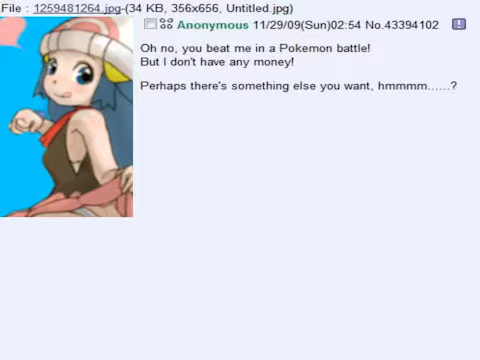 File : 1259481264.jpg-(34 KB, 356x656, Untitled.jpg)
Anonymous 11/29/09(Sun)02:54 No.43394102
Oh no, you beat me in a Pokemon battle!
But I don't have any money!
Perhaps there's something else you want, hmmmm......?